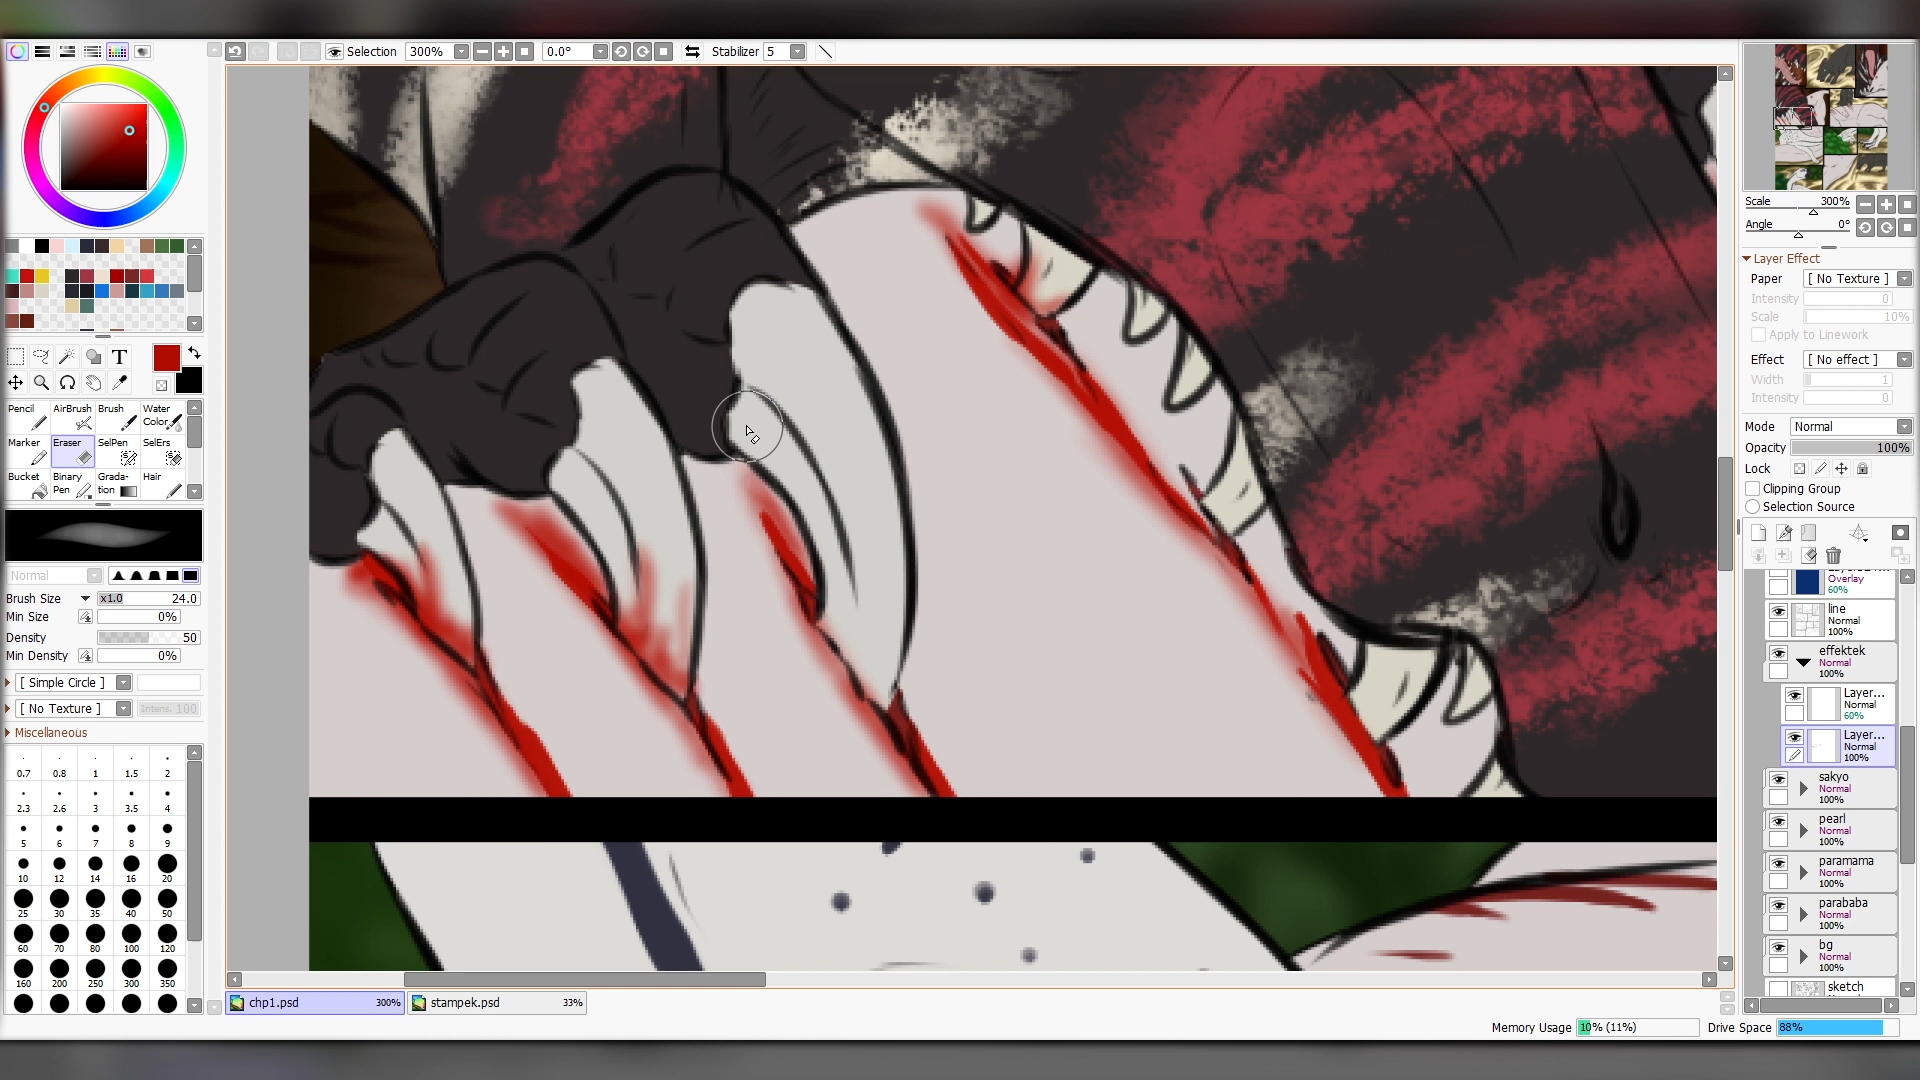 Selection 300% 0.0° Stabilizer 5
Scale 300%
Angle 0°
Layer Effect
Paper [ No Texture ]
Intensity 0
Scale 10%
Apply to Linework
Effect [ No effect ]
Width 1
Intensity 0
Mode Normal
Opacity 100%
Lock
Clipping Group
Selection Source
T
Pencil AirBrush Brush Water Color
Marker Eraser SelPen SelErs
Bucket Binary Pen Grada-tion Hair
Normal
Brush Size x1.0 24.0
Min Size 0%
Density 50
Min Density 0%
[ Simple Circle ]
[ No Texture ] Intens. 100
Miscellaneous
0.7 0.8 1 1.5 2
2.3 2.6 3 3.5 4
5 6 7 8 9
10 12 14 16 20
25 30 35 40 50
60 70 80 100 120
160 200 250 300 350
Overlay
60%
line
Normal
100%
effektek
Normal
100%
Layer...
Normal
60%
Layer...
Normal
100%
sakyo
Normal
100%
pearl
Normal
100%
paramama
Normal
100%
parababa
Normal
100%
bg
Normal
100%
sketch
chp1.psd 300% stampek.psd 33%
Memory Usage 10% (11%) Drive Space 88%